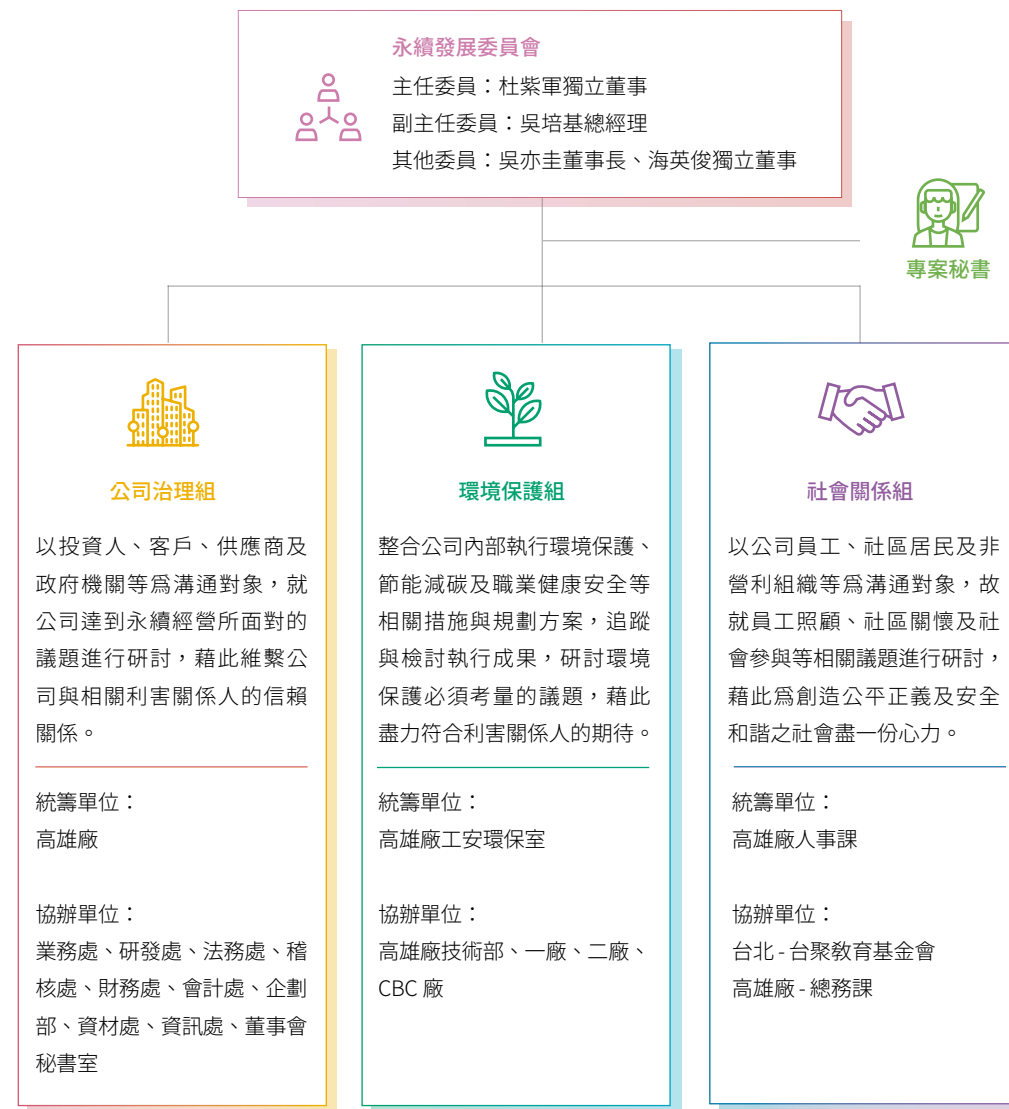 永續發展委員會
主任委員：杜紫軍獨立董事
副主任委員：吳培基總經理
其他委員：吳亦圭董事長、海英俊獨立董事
專案秘書
公司治理組
以投資人、客戶、供應商及
政府機關等為溝通對象，就
公司達到永續經營所面對的
議題進行研討，藉此維繫公
司與相關利害關係人的信賴
關係。
統籌單位：
高雄廠
協辦單位：
業務處、研發處、法務處、稽
核處、財務處、會計處、企劃
部、資材處、資訊處、董事會
秘書室
環境保護組
整合公司內部執行環境保護、
節能減碳及職業健康安全等
相關措施與規劃方案，追蹤
與檢討執行成果，研討環境
保護必須考量的議題，藉此
盡力符合利害關係人的期待。
統籌單位：
高雄廠工安環保室
協辦單位：
高雄廠技術部、一廠、二廠、
CBC 廠
社會關係組
以公司員工、社區居民及非
營利組織等為溝通對象，故
就員工照顧、社區關懷及社
會參與等相關議題進行研討，
藉此為創造公平正義及安全
和諧之社會盡一份心力。
統籌單位：
高雄廠人事課
協辦單位：
台北 - 台聚教育基金會
高雄廠 - 總務課